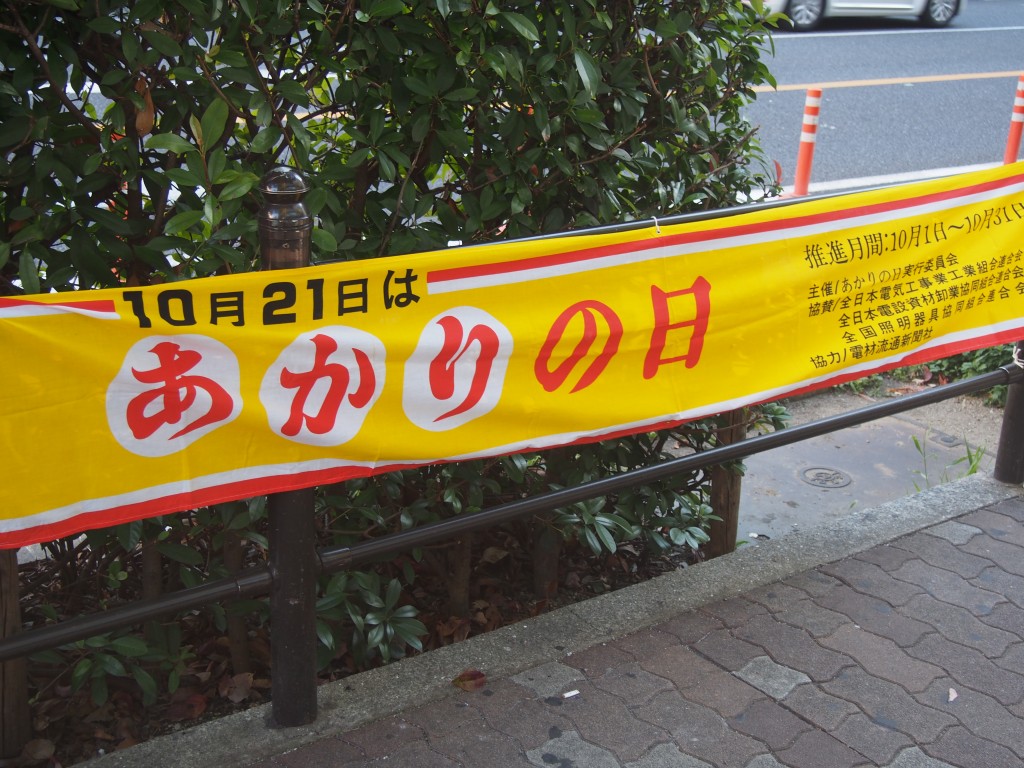 10月21日は
あかりの日
推進月間:10月1日〜10月31日
主催/あかりの日実行委員会
協賛/全日本電気工事業工業組合連合会
全日本電設資材卸業協同組合連合会
全国照明器具協同組合連合会
協力/電材流通新聞社